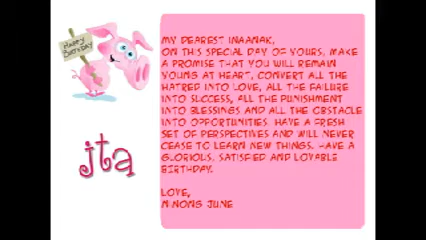 Happy
Birthday
MY DEAREST INAANAK,
ON THIS SPECIAL DAY OF YOURS, MAKE
A PROMISE THAT YOU WILL REMAIN
YOUNG AT HEART, CONVERT ALL THE
HATRED INTO LOVE, ALL THE FAILURE
INTO SUCCESS, ALL THE PUNISHMENT
INTO BLESSINGS AND ALL THE OBSTACLE
INTO OPPORTUNITIES. HAVE A FRESH
SET OF PERSPECTIVES AND WILL NEVER
CEASE TO LEARN NEW THINGS. HAVE A
GLORIOUS, SATISFIED AND LOVABLE
BIRTHDAY.
LOVE,
NINONG JUNE
jta